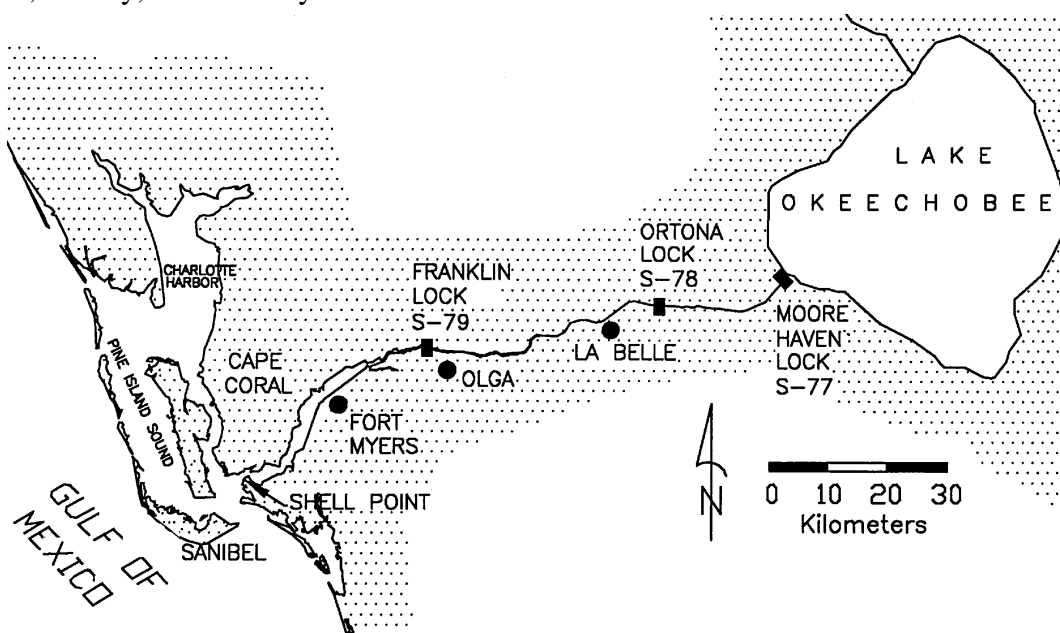 LAKE
OKEECHOBEE
ORTONA
LOCK
S-78
FRANKLIN
LOCK
S-79
CHARLOTTE
HARBOR
MOORE
HAVEN
LOCK
S-77
LA BELLE
CAPE
CORAL
OLGA
PINE ISLAND SOUND
FORT
MYERS
SHELL POINT
GULF OF
MEXICO
SANIBEL
N
0 10 20 30
Kilometers